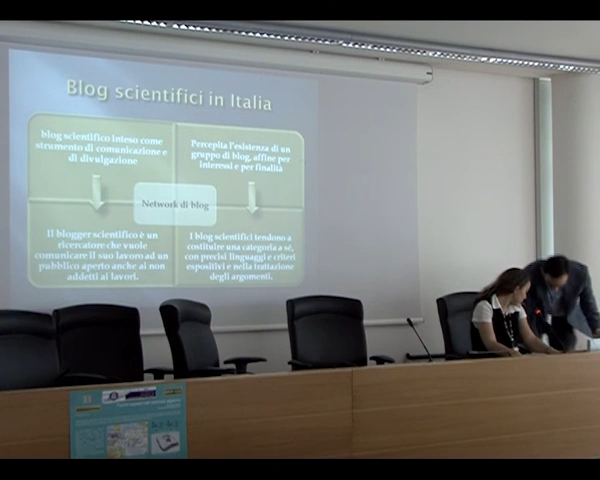 Blog scientifici in Italia
blog scientifico inteso come
strumento di comunicazione e
di divulgazione
Percepita l'esistenza di un
gruppo di blog, affine per
interessi e per finalità
Network di blog
Il blogger scientifico è un
ricercatore che vuole
comunicare il suo lavoro ad un
pubblico aperto anche ai non
addetti ai lavori.
I blog scientifici tendono a
costituire una categoria a sé,
con precisi linguaggi e criteri
espositivi e nella trattazione
degli argomenti.